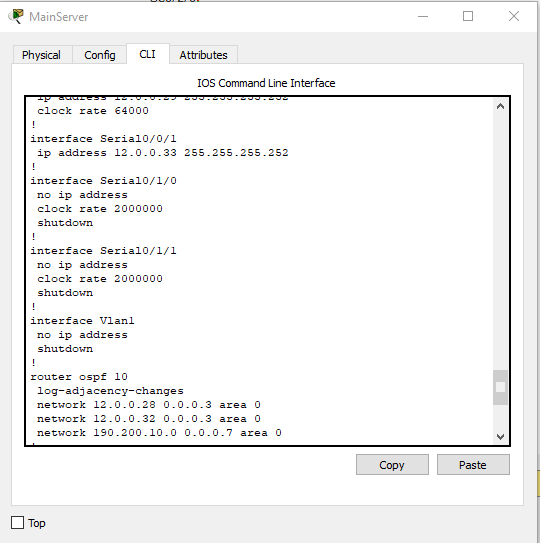 MainServer
Physical Config CLI Attributes
IOS Command Line Interface
ip address 12.0.0.29 255.255.255.252
clock rate 64000
!
interface Serial0/0/1
ip address 12.0.0.33 255.255.255.252
!
interface Serial0/1/0
no ip address
clock rate 2000000
shutdown
!
interface Serial0/1/1
no ip address
clock rate 2000000
shutdown
!
interface Vlan1
no ip address
shutdown
!
router ospf 10
log-adjacency-changes
network 12.0.0.28 0.0.0.3 area 0
network 12.0.0.32 0.0.0.3 area 0
network 190.200.10.0 0.0.0.7 area 0
Copy Paste
Top